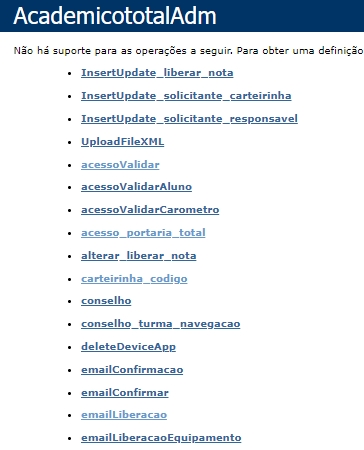 AcademicototalAdm
Não há suporte para as operações a seguir. Para obter uma definição
InsertUpdate_liberar_nota
InsertUpdate_solicitante_carteirinha
InsertUpdate_solicitante_responsavel
UploadFileXML
acessoValidar
acessoValidarAluno
acessoValidarCarometro
acesso_portaria_total
alterar_liberar_nota
carteirinha_codigo
conselho
conselho_turma_navegacao
deleteDeviceApp
emailConfirmacao
emailConfirmar
emailLiberacao
emailLiberacaoEquipamento